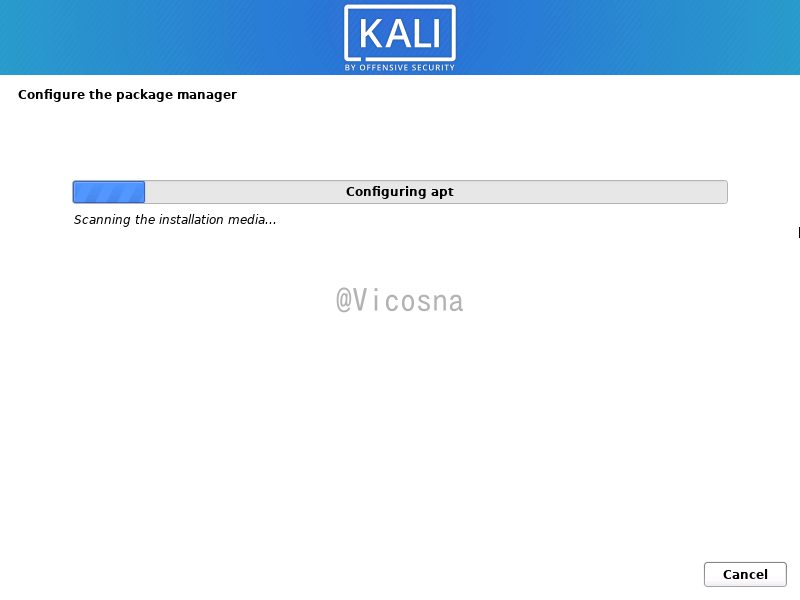 KALI
BY OFFENSIVE SECURITY
Configure the package manager
Configuring apt
Scanning the installation media...
@Vicosna
Cancel